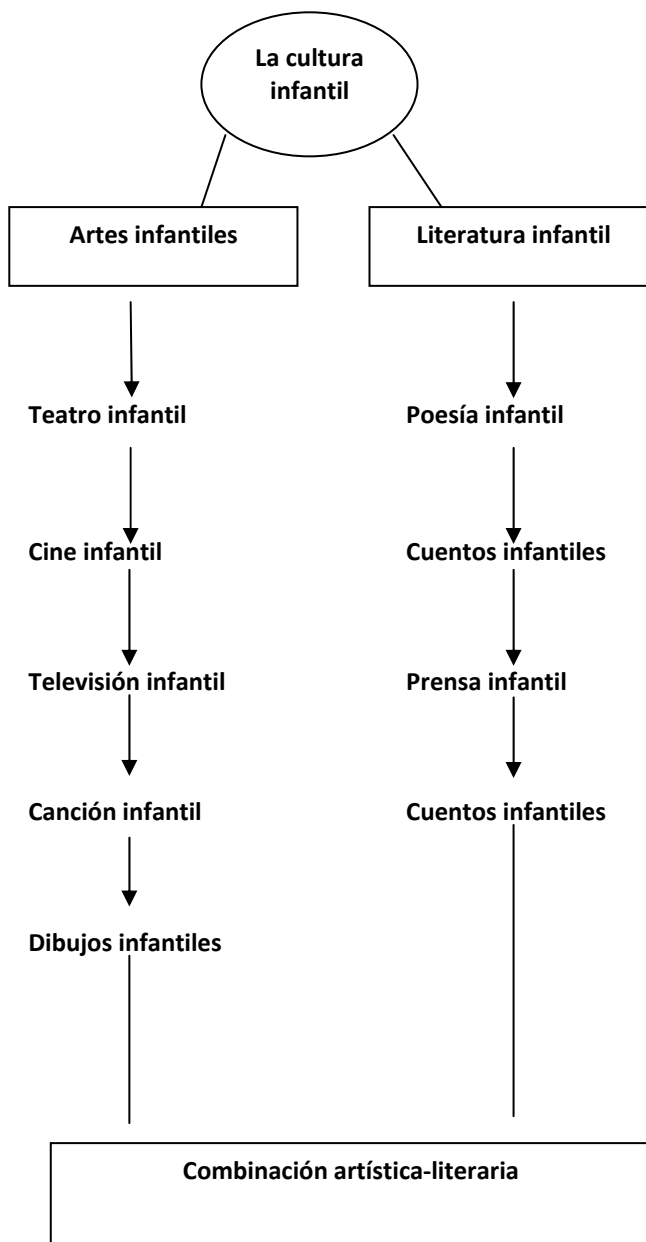 La cultura
infantil
Artes infantiles
Literatura infantil
Teatro infantil
Poesía infantil
Cine infantil
Cuentos infantiles
Televisión infantil
Prensa infantil
Canción infantil
Cuentos infantiles
Dibujos infantiles
Combinación artística-literaria